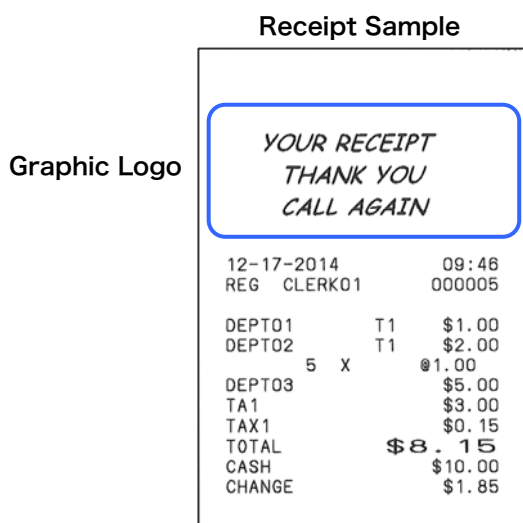 Receipt Sample
Graphic Logo
YOUR RECEIPT
THANK YOU
CALL AGAIN
12-17-2014 09:46
REG CLERK01 000005
DEPT01 T1 $1.00
DEPT02 T1 $2.00
5 X @1.00
DEPT03 $5.00
TA1 $3.00
TAX1 $0.15
TOTAL $8.15
CASH $10.00
CHANGE $1.85